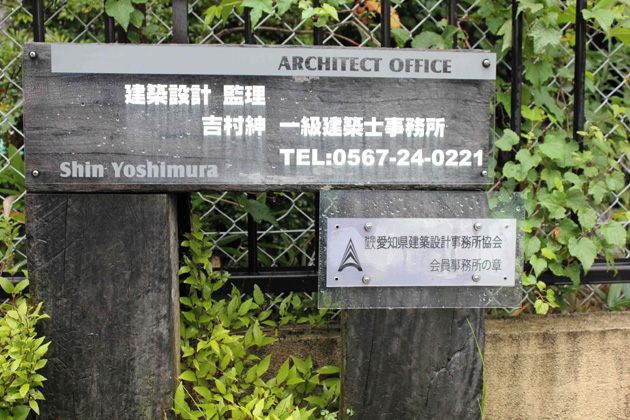 ARCHITECT OFFICE
建築設計 監理
吉村紳 一級建築士事務所
TEL:0567-24-0221
Shin Yoshimura
愛知県建築設計事務所協会
会員事務所の章